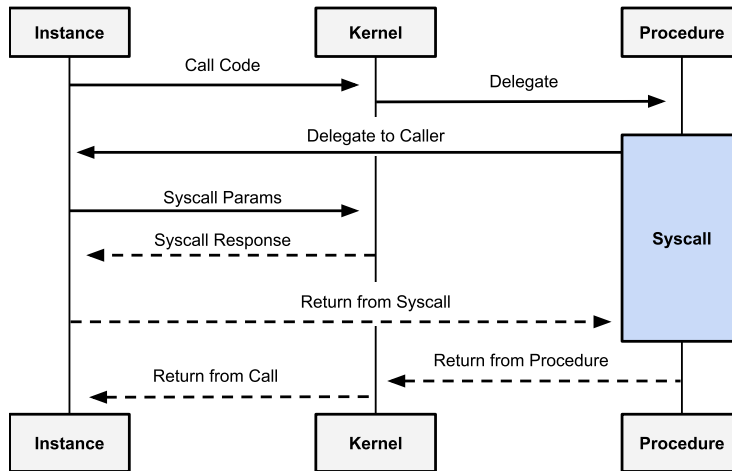 Instance
Kernel
Procedure
Call Code
Delegate
Delegate to Caller
Syscall Params
Syscall
Syscall Response
Return from Syscall
Return from Procedure
Return from Call
Instance
Kernel
Procedure